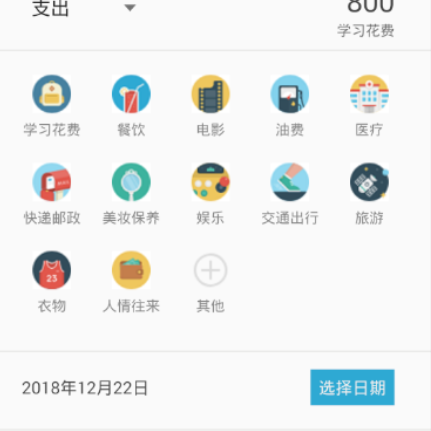 支出
800
学习花费
学习花费 餐饮 电影 油费 医疗
快递邮政 美妆保养 娱乐 交通出行 旅游
23
衣物 人情往来 其他
2018年12月22日 选择日期